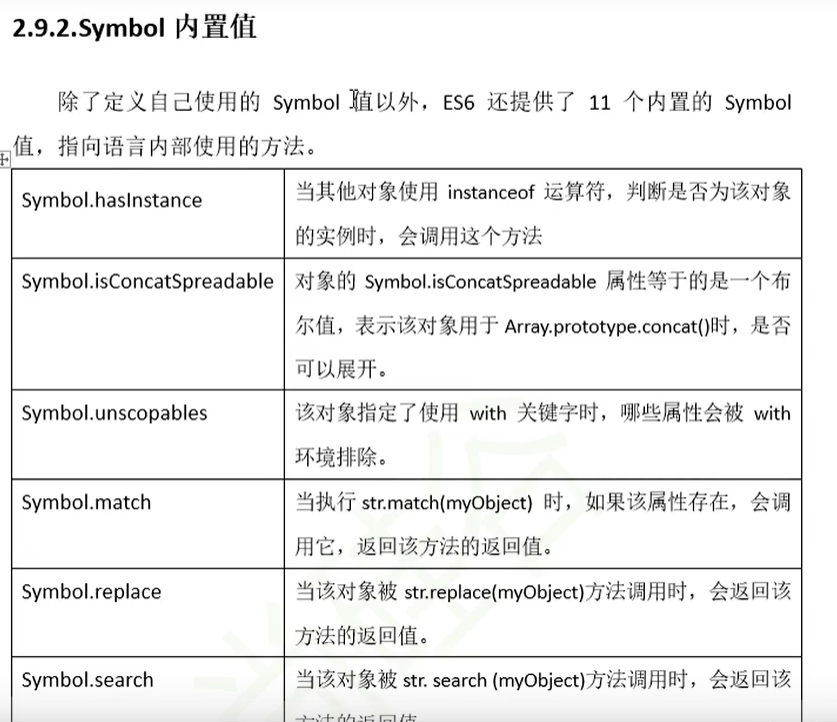 2.9.2.Symbol 内置值
除了定义自己使用的 Symbol 值以外，ES6 还提供了 11 个内置的 Symbol
值，指向语言内部使用的方法。
Symbol.hasInstance
当其他对象使用 instanceof 运算符，判断是否为该对象
的实例时，会调用这个方法
Symbol.isConcatSpreadable
对象的 Symbol.isConcatSpreadable 属性等于的是一个布
尔值，表示该对象用于 Array.prototype.concat()时，是否
可以展开。
Symbol.unscopables
该对象指定了使用 with 关键字时，哪些属性会被 with
环境排除。
Symbol.match
当执行 str.match(myObject) 时，如果该属性存在，会调
用它，返回该方法的返回值。
Symbol.replace
当该对象被 str.replace(myObject)方法调用时，会返回该
方法的返回值。
Symbol.search
当该对象被 str. search (myObject)方法调用时，会返回该
方法的返回值